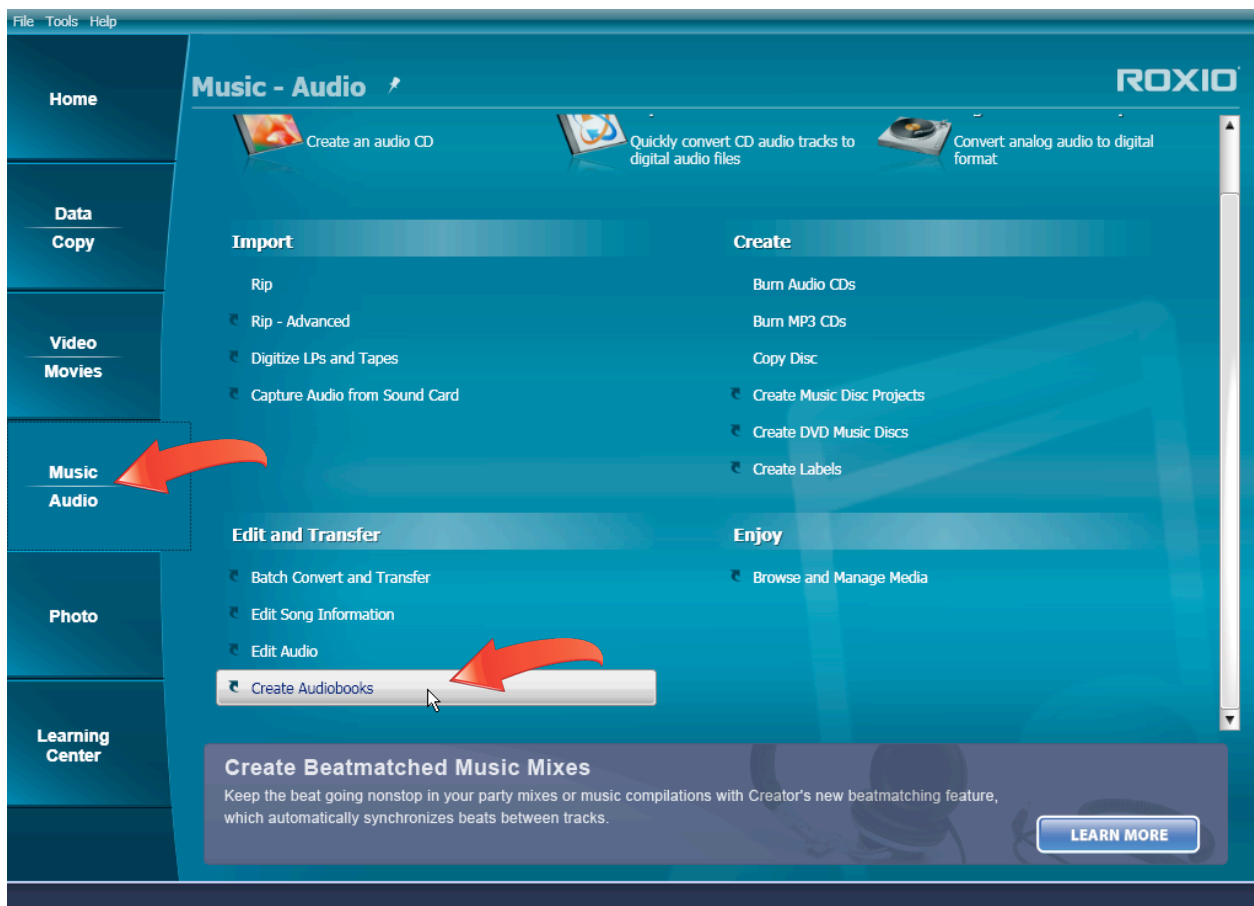 File Tools Help
Home
Music - Audio
ROXIO
Create an audio CD
Quickly convert CD audio tracks to
digital audio files
Convert analog audio to digital
format
Data
Copy
Video
Movies
Music
Audio
Photo
Learning
Center
Import
Rip
Rip - Advanced
Digitize LPs and Tapes
Capture Audio from Sound Card
Create
Burn Audio CDs
Burn MP3 CDs
Copy Disc
Create Music Disc Projects
Create DVD Music Discs
Create Labels
Edit and Transfer
Batch Convert and Transfer
Edit Song Information
Edit Audio
Create Audiobooks
Enjoy
Browse and Manage Media
Create Beatmatched Music Mixes
Keep the beat going nonstop in your party mixes or music compilations with Creator's new beatmatching feature,
which automatically synchronizes beats between tracks.
LEARN MORE